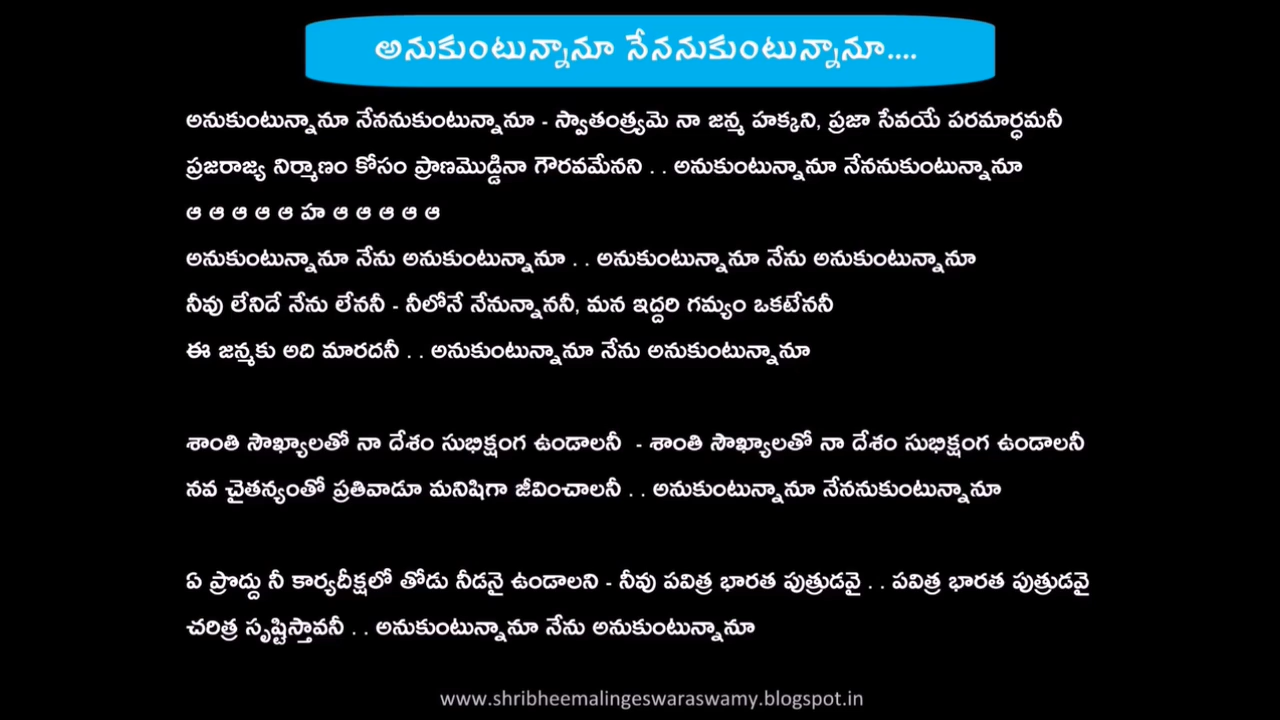 అనుకుంటున్నానూ నేననుకుంటున్నానూ....
అనుకుంటున్నానూ నేననుకుంటున్నానూ - స్వాతంత్ర్యమె నా జన్మ హక్కని, ప్రజా సేవయే పరమార్ధమనీ
ప్రజరాజ్య నిర్మాణం కోసం ప్రాణమొడ్డినా గౌరవమేనని . . అనుకుంటున్నానూ నేననుకుంటున్నానూ
ఆ ఆ ఆ ఆ ఆ హ ఆ ఆ ఆ ఆ ఆ
అనుకుంటున్నానూ నేను అనుకుంటున్నానూ . . అనుకుంటున్నానూ నేను అనుకుంటున్నానూ
నీవు లేనిదే నేను లేననీ - నీలోనే నేనున్నాననీ, మన ఇద్దరి గమ్యం ఒకటేననీ
ఈ జన్మకు అది మారదనీ . . అనుకుంటున్నానూ నేను అనుకుంటున్నానూ
శాంతి సౌఖ్యాలతో నా దేశం సుభిక్షంగ ఉండాలనీ - శాంతి సౌఖ్యాలతో నా దేశం సుభిక్షంగ ఉండాలనీ
నవ చైతన్యంతో ప్రతివాడూ మనిషిగా జీవించాలనీ . . అనుకుంటున్నానూ నేననుకుంటున్నానూ
ఏ ప్రొద్దు నీ కార్యదీక్షలో తోడు నీడనై ఉండాలని - నీవు పవిత్ర భారత పుత్రుడవై . . పవిత్ర భారత పుత్రుడవై
చరిత్ర సృష్టిస్తావనీ . . అనుకుంటున్నానూ నేను అనుకుంటున్నానూ
www.shribheemalingeswaraswamy.blogspot.in